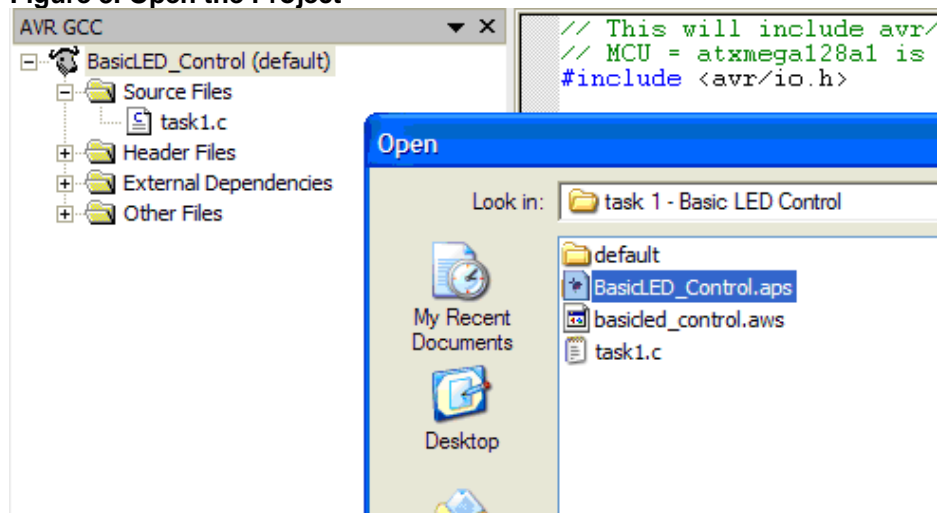 Figure 3. Open the Project
AVR GCC
BasicLED_Control (default)
Source Files
task1.c
Header Files
External Dependencies
Other Files
// This will include avr/
// MCU = atxmega128a1 is
#include <avr/io.h>
Open
Look in:
task 1 - Basic LED Control
default
BasicLED_Control.aps
basicled_control.aws
task1.c
My Recent
Documents
Desktop